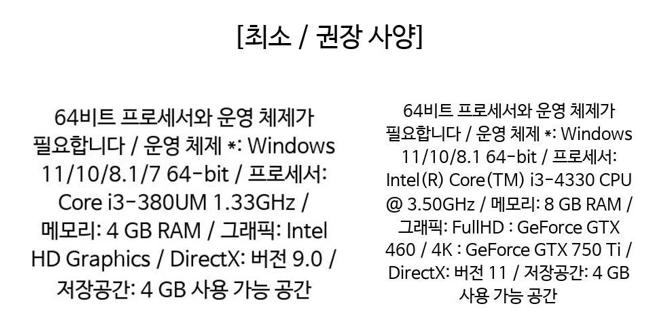 [최소 / 권장 사양]
64비트 프로세서와 운영 체제가
필요합니다 / 운영 체제 *: Windows
11/10/8.1/7 64-bit / 프로세서:
Core i3-380UM 1.33GHz /
메모리: 4 GB RAM / 그래픽: Intel
HD Graphics / DirectX: 버전 9.0 /
저장공간: 4 GB 사용 가능 공간
64비트 프로세서와 운영 체제가
필요합니다 / 운영 체제 *: Windows
11/10/8.1 64-bit / 프로세서:
Intel(R) Core(TM) i3-4330 CPU
@ 3.50GHz / 메모리: 8 GB RAM /
그래픽: FullHD : GeForce GTX
460 / 4K : GeForce GTX 750 Ti /
DirectX: 버전 11 / 저장공간: 4 GB
사용 가능 공간